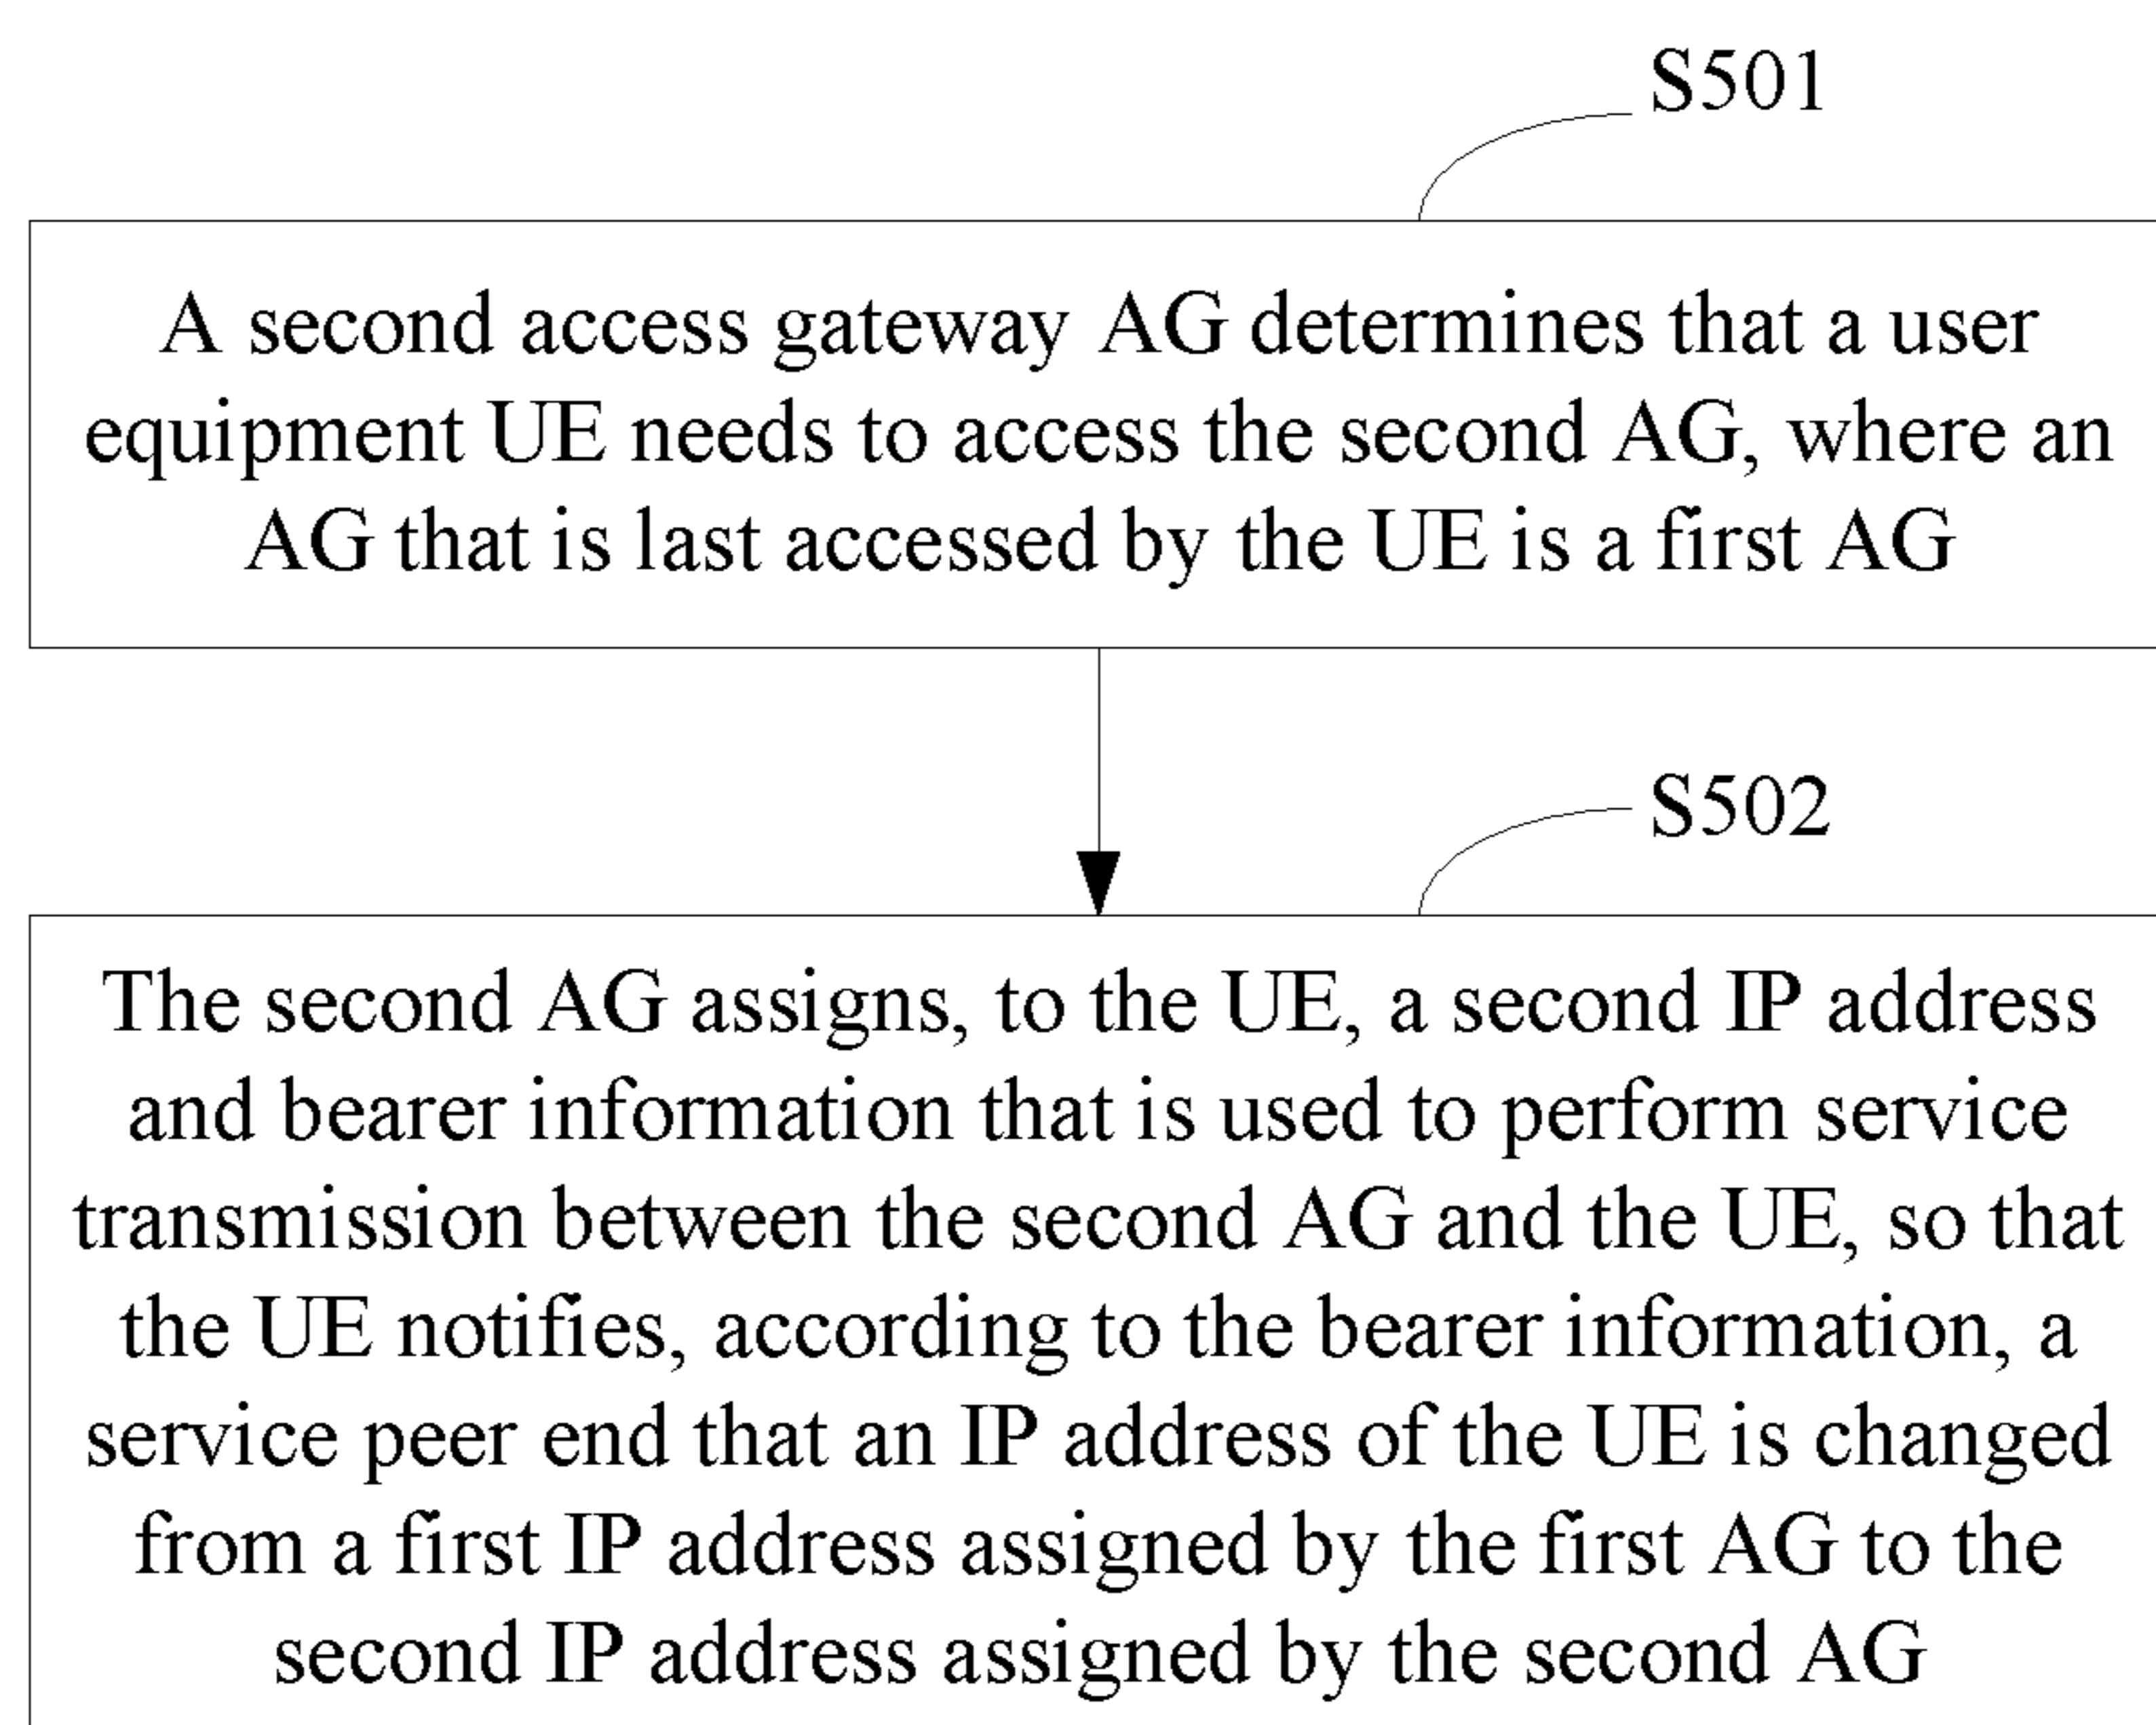 S501
A second access gateway AG determines that a user
equipment UE needs to access the second AG, where an
AG that is last accessed by the UE is a first AG
S502
The second AG assigns, to the UE, a second IP address
and bearer information that is used to perform service
transmission between the second AG and the UE, so that
the UE notifies, according to the bearer information, a
service peer end that an IP address of the UE is changed
from a first IP address assigned by the first AG to the
second IP address assigned by the second AG